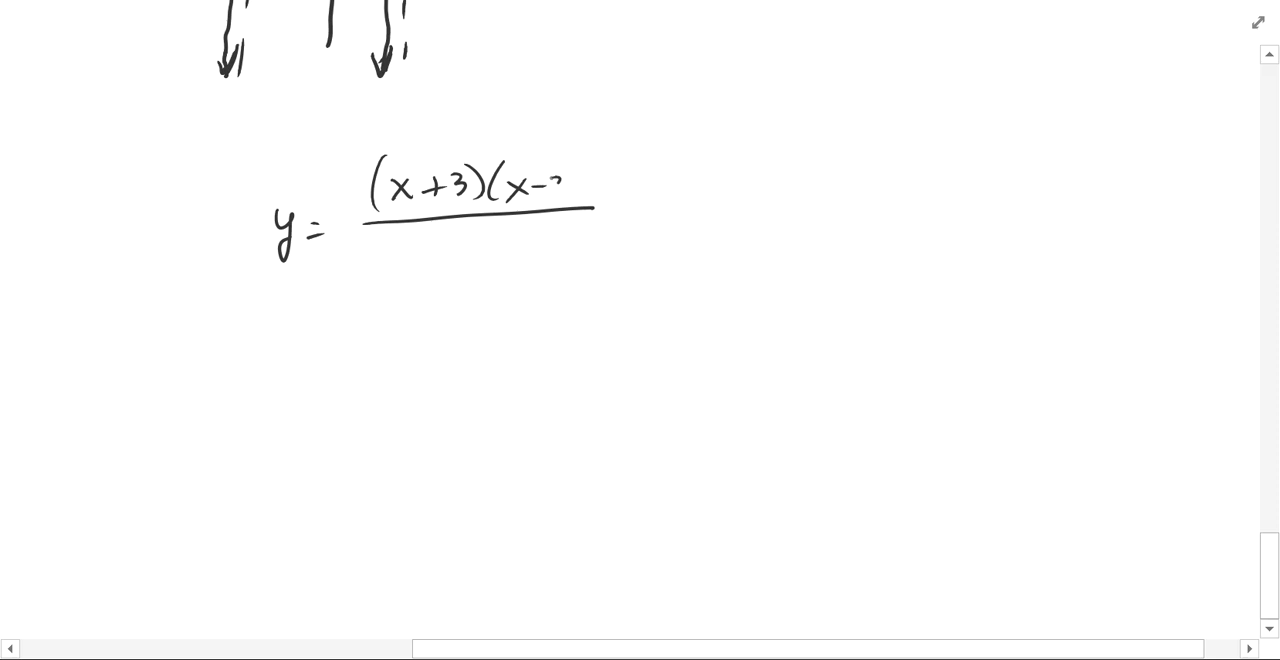 y = (x+3)(x-